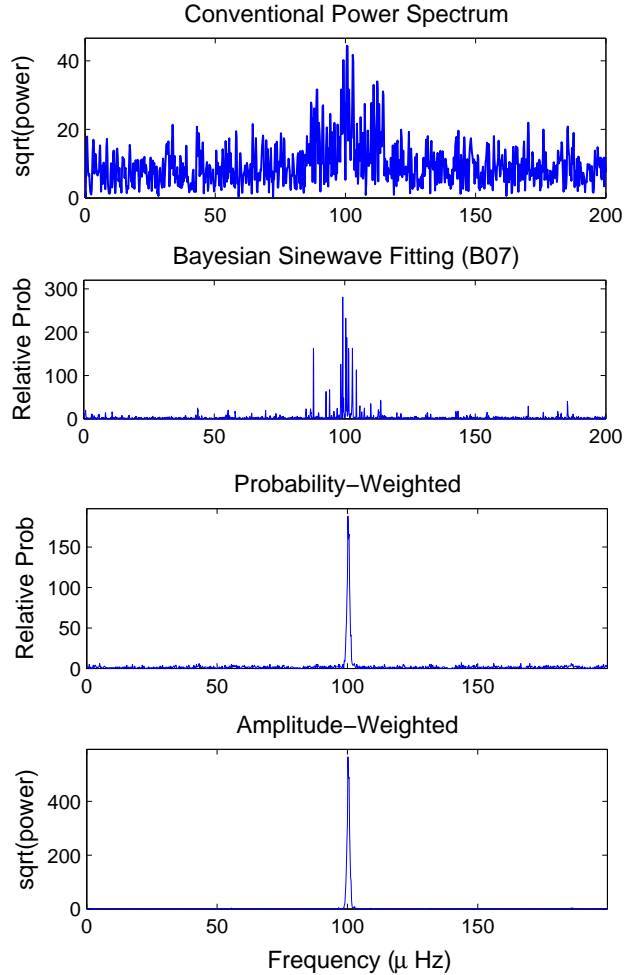 Conventional Power Spectrum
sqrt(power)
40
20
0
0 50 100 150 200
Bayesian Sinewave Fitting (B07)
Relative Prob
300
200
100
0
0 50 100 150 200
Probability−Weighted
Relative Prob
150
100
50
0
0 50 100 150
Amplitude−Weighted
sqrt(power)
400
200
0
0 50 100 150
Frequency (μ Hz)